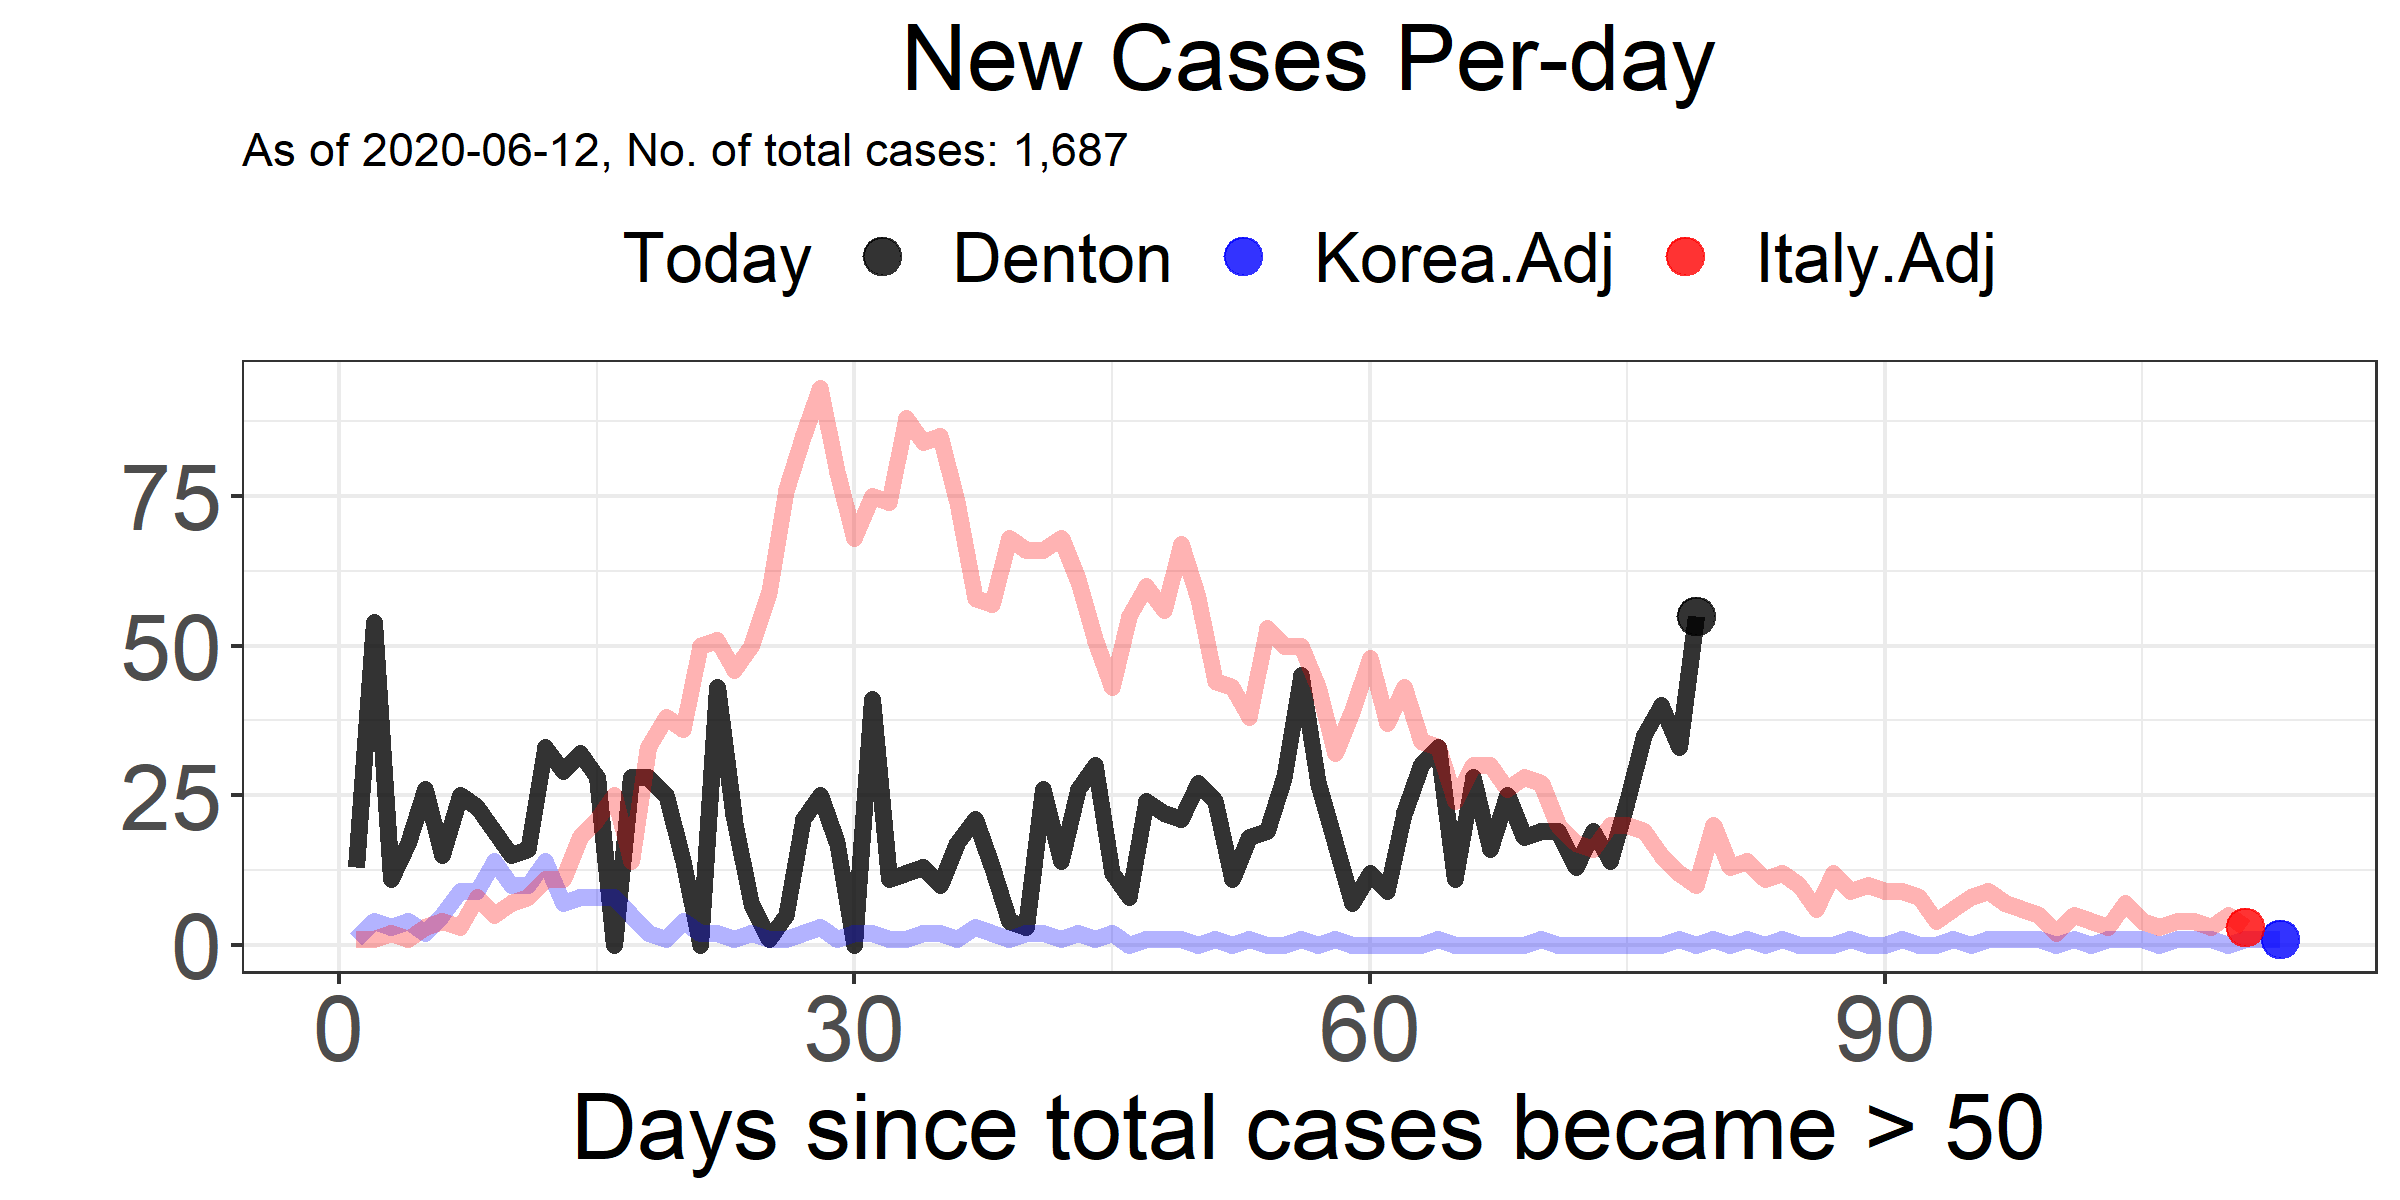 New Cases Per-day
As of 2020-06-12, No. of total cases: 1,687
Today Denton Korea.Adj Italy.Adj
75
50
25
0
0 30 60 90
Days since total cases became > 50